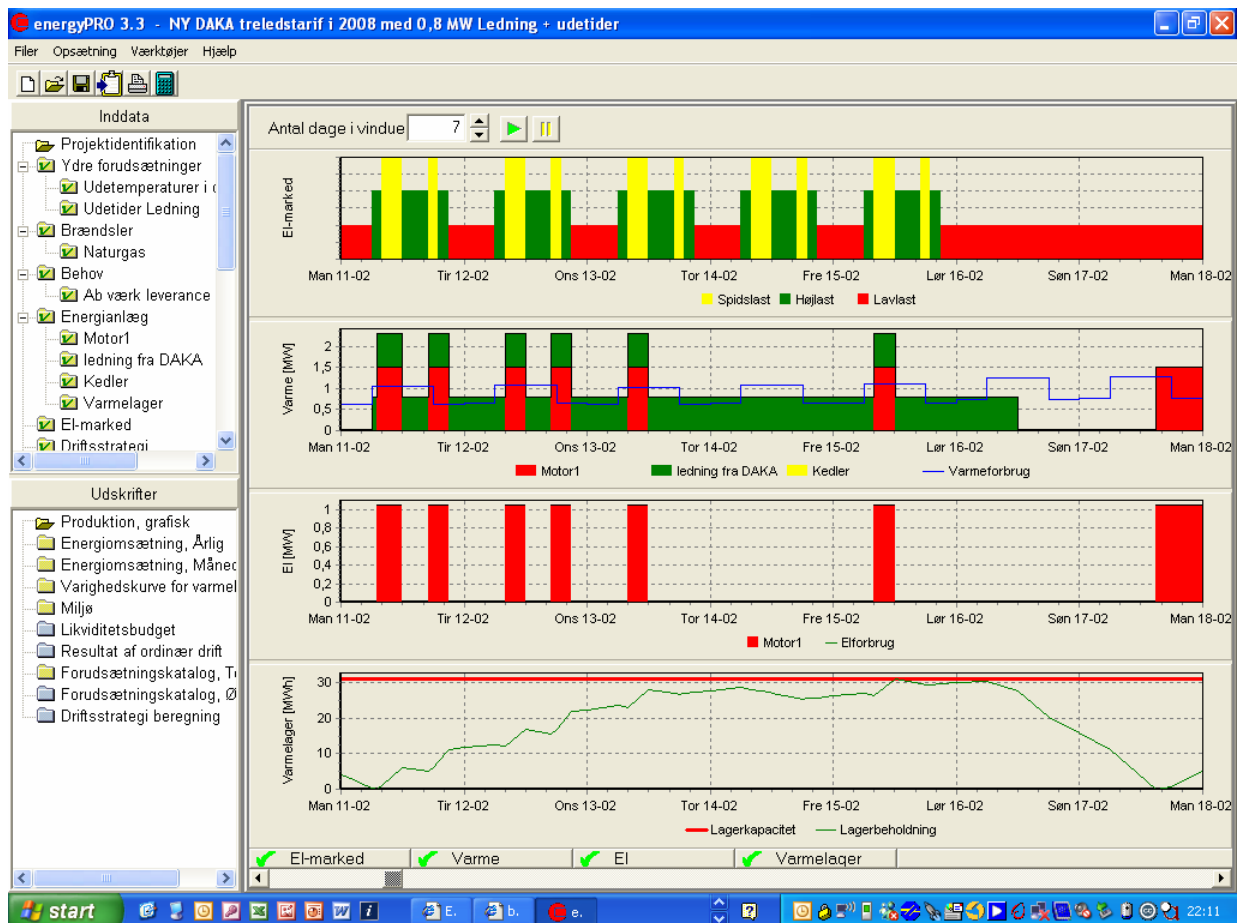 energyPRO 3.3 - NY DAKA treledstarif i 2008 med 0,8 MW Ledning + udetider
Filer Opsætning Værktøjer Hjælp
Inddata
Projektidentifikation
Ydre forudsætninger
Udetemperaturer i
Udetider Ledning
Brændsler
Naturgas
Behov
Ab værk leverance
Energianlæg
Motor1
ledning fra DAKA
Kedler
Varmelager
El-marked
Driftsstrategi
Udskrifter
Produktion, grafisk
Energiomsætning, Årlig
Energiomsætning, Måned
Varighedskurve for varmel
Miljø
Likviditetsbudget
Resultat af ordinær drift
Forudsætningskatalog, T
Forudsætningskatalog, Ø
Driftsstrategi beregning
Antal dage i vindue 7
El-marked
Man 11-02 Tir 12-02 Ons 13-02 Tor 14-02 Fre 15-02 Lør 16-02 Søn 17-02 Man 18-02
Spidslast Højlast Lavlast
Varme [MW]
2
1,5
1
0,5
0
Man 11-02 Tir 12-02 Ons 13-02 Tor 14-02 Fre 15-02 Lør 16-02 Søn 17-02 Man 18-02
Motor1 ledning fra DAKA Kedler Varmeforbrug
El [MW]
1
0,8
0,6
0,4
0,2
0
Man 11-02 Tir 12-02 Ons 13-02 Tor 14-02 Fre 15-02 Lør 16-02 Søn 17-02 Man 18-02
Motor1 Elforbrug
Varmelager [MWh]
30
20
10
0
Man 11-02 Tir 12-02 Ons 13-02 Tor 14-02 Fre 15-02 Lør 16-02 Søn 17-02 Man 18-02
Lagerkapacitet Lagerbeholdning
El-marked Varme El Varmelager
start E. b. e. 22:11